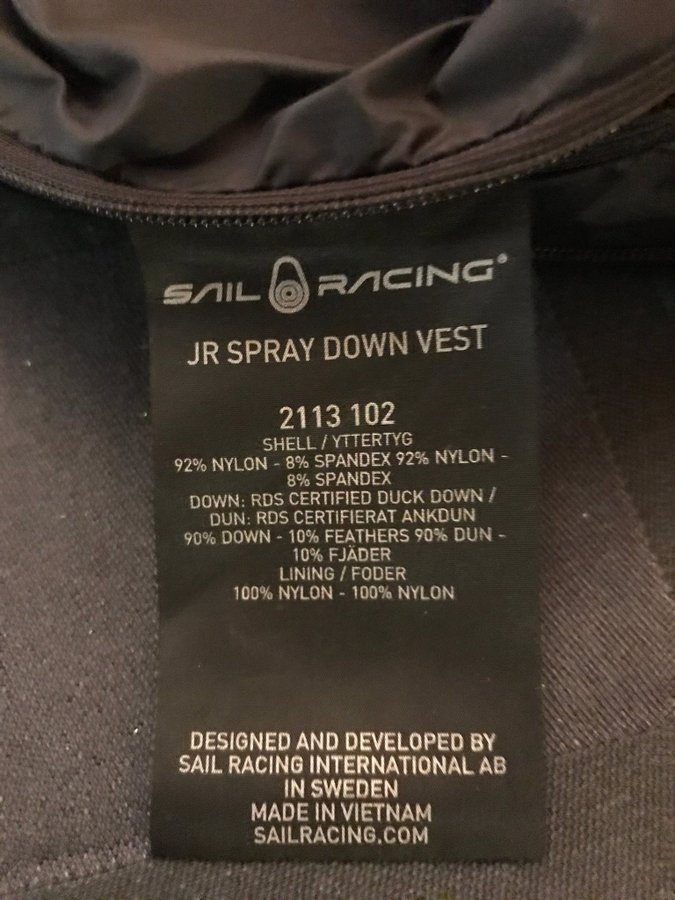 SAIL RACING®
JR SPRAY DOWN VEST
2113 102
SHELL / YTTERTYG
92% NYLON - 8% SPANDEX 92% NYLON -
8% SPANDEX
DOWN: RDS CERTIFIED DUCK DOWN /
DUN: RDS CERTIFIERAT ANKDUN
90% DOWN - 10% FEATHERS 90% DUN -
10% FJÄDER
LINING / FODER
100% NYLON - 100% NYLON
DESIGNED AND DEVELOPED BY
SAIL RACING INTERNATIONAL AB
IN SWEDEN
MADE IN VIETNAM
SAILRACING.COM